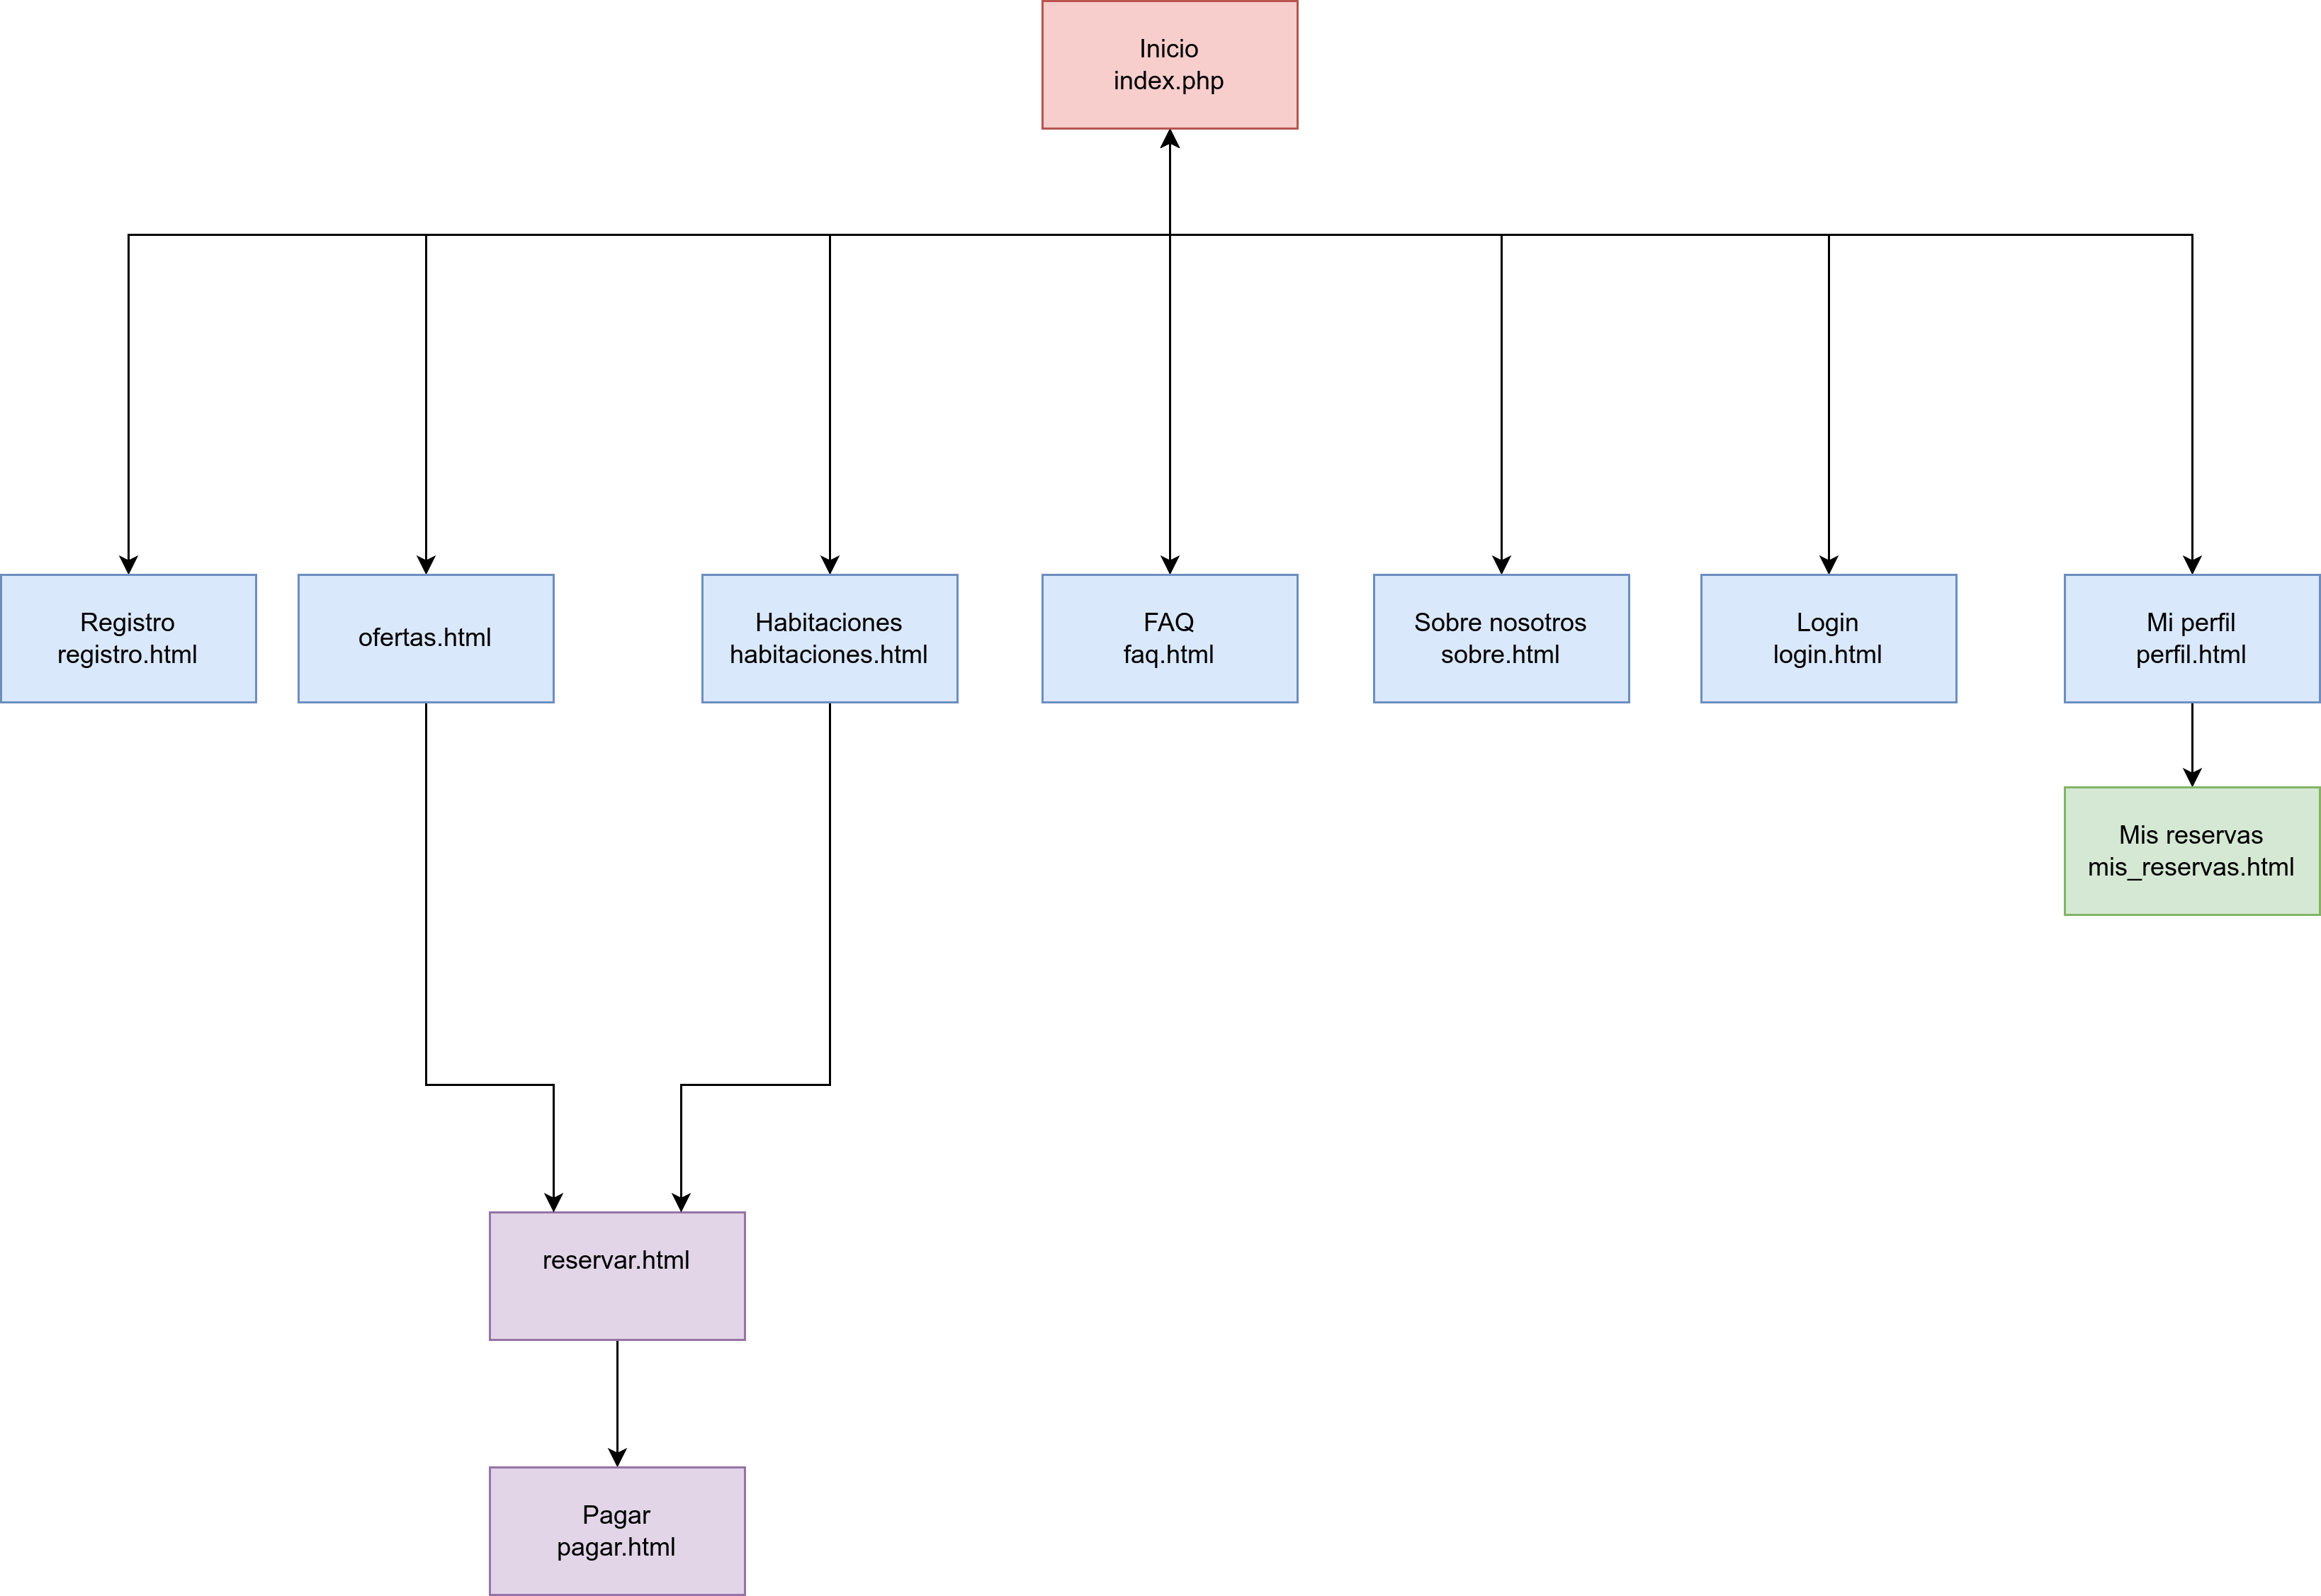 Inicio
index.php
Registro
registro.html
ofertas.html
Habitaciones
habitaciones.html
FAQ
faq.html
Sobre nosotros
sobre.html
Login
login.html
Mi perfil
perfil.html
Mis reservas
mis_reservas.html
reservar.html
Pagar
pagar.html